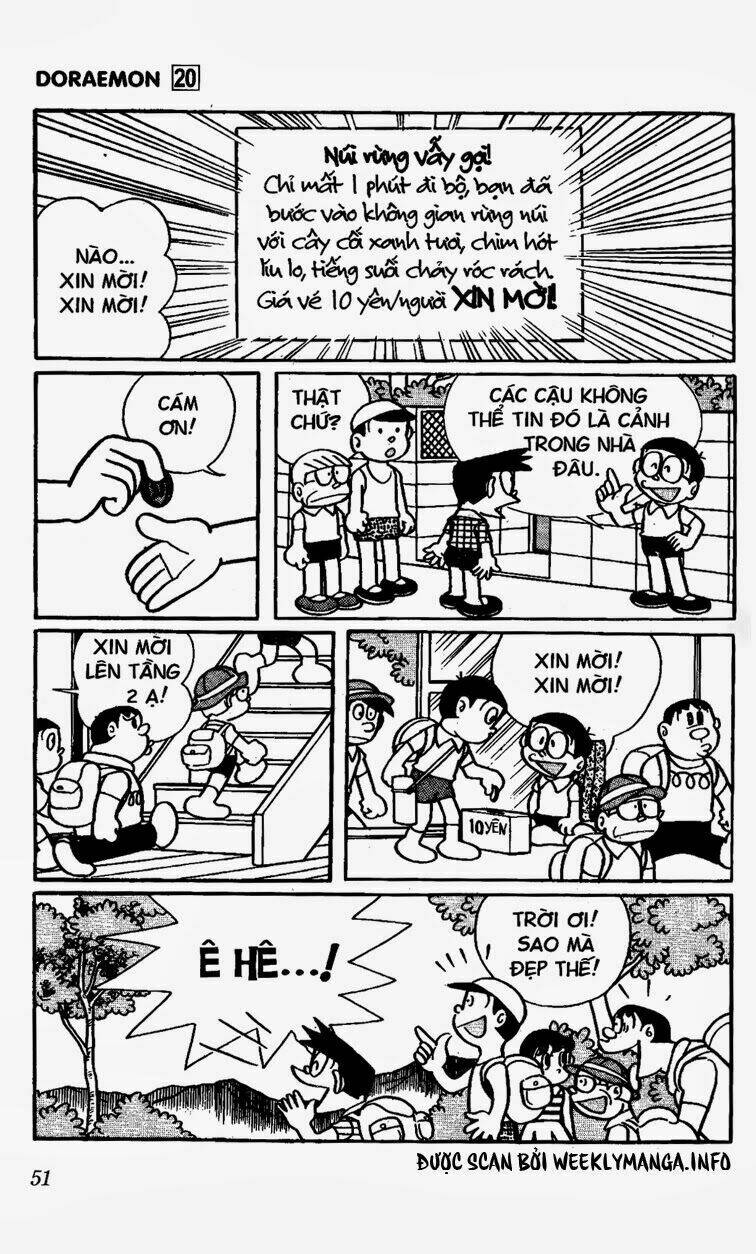 DORAEMON 20
Núi rừng vẫy gọi!
Chỉ mất 1 phút đi bộ, bạn đã
bước vào không gian rừng núi
với cây cối xanh tươi, chim hót
líu lo, tiếng suối chảy róc rách.
Giá vé 10 yên/người XIN MỜI!
NÀO...
XIN MỜI!
XIN MỜI!
CÁM
ƠN!
THẬT
CHỨ?
CÁC CẬU KHÔNG
THỂ TIN ĐÓ LÀ CẢNH
TRONG NHÀ
ĐÂU.
XIN MỜI
LÊN TẦNG
2 Ạ!
XIN MỜI!
XIN MỜI!
10 YÊN
Ê HÊ...!
TRỜI ƠI!
SAO MÀ
ĐẸP THẾ!
51
ĐƯỢC SCAN BỞI WEEKLYMANGA.INFO